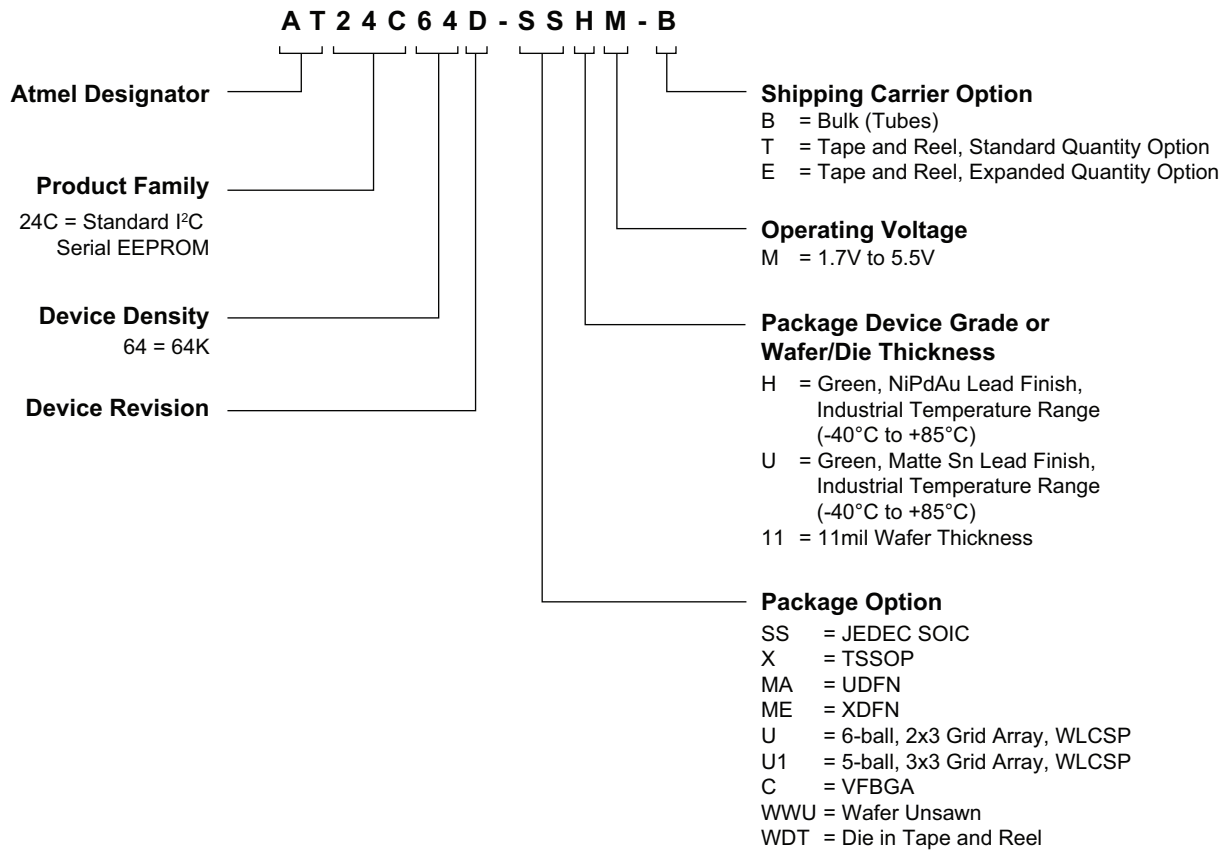 AT24C64D-SSHM-B
Atmel Designator
Product Family
24C = Standard I²C
Serial EEPROM
Device Density
64 = 64K
Device Revision
Shipping Carrier Option
B = Bulk (Tubes)
T = Tape and Reel, Standard Quantity Option
E = Tape and Reel, Expanded Quantity Option
Operating Voltage
M = 1.7V to 5.5V
Package Device Grade or
Wafer/Die Thickness
H = Green, NiPdAu Lead Finish,
Industrial Temperature Range
(-40°C to +85°C)
U = Green, Matte Sn Lead Finish,
Industrial Temperature Range
(-40°C to +85°C)
11 = 11mil Wafer Thickness
Package Option
SS = JEDEC SOIC
X = TSSOP
MA = UDFN
ME = XDFN
U = 6-ball, 2x3 Grid Array, WLCSP
U1 = 5-ball, 3x3 Grid Array, WLCSP
C = VFBGA
WWU = Wafer Unsawn
WDT = Die in Tape and Reel